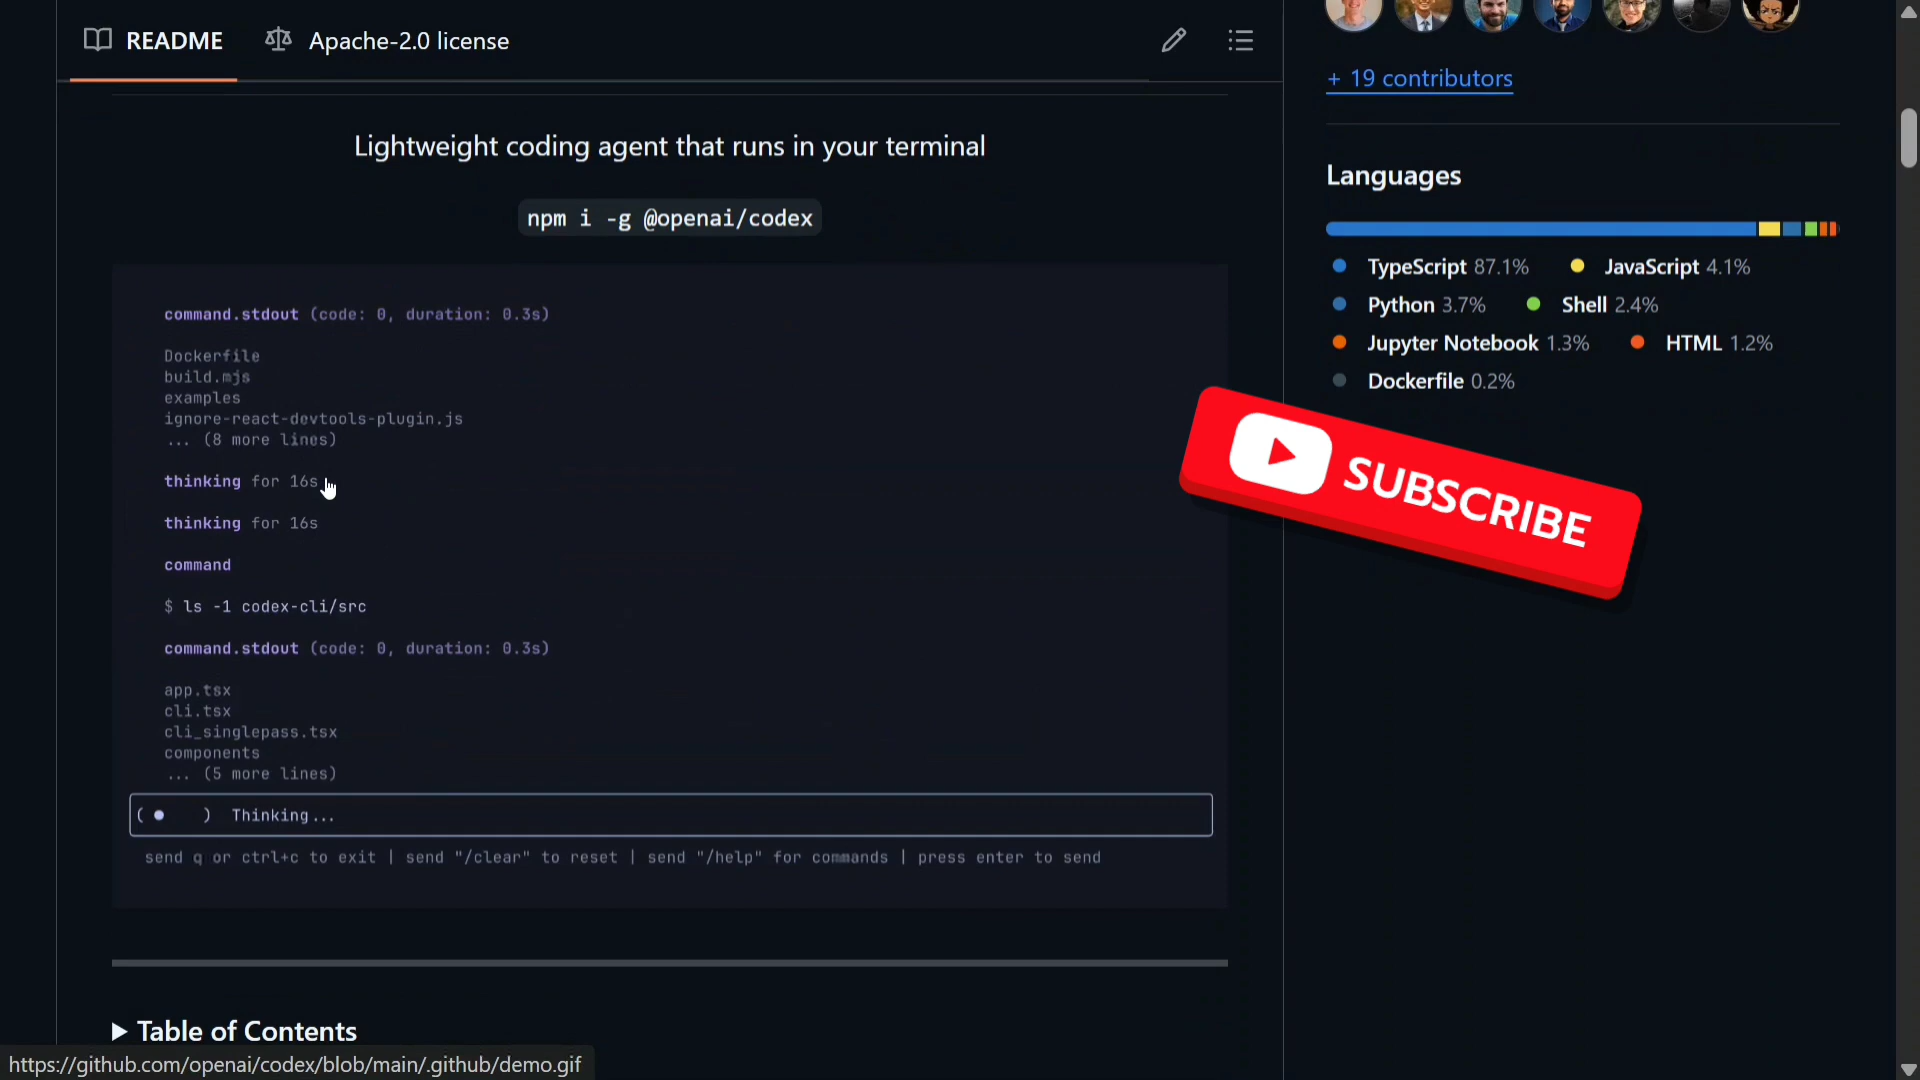 README
Apache-2.0 license
Lightweight coding agent that runs in your terminal
npm i -g @openai/codex
command.stdout (code: 0, duration: 0.3s)
Dockerfile
build.mjs
examples
ignore-react-devtools-plugin.js
... (8 more lines)
thinking for 16s
thinking for 16s
command
$ ls -1 codex-cli/src
command.stdout (code: 0, duration: 0.3s)
app.tsx
cli.tsx
cli_singlepass.tsx
components
... (5 more lines)
( ● ) Thinking...
send q or ctrl+c to exit | send "/clear" to reset | send "/help" for commands | press enter to send
Table of Contents
https://github.com/openai/codex/blob/main/.github/demo.gif
+ 19 contributors
Languages
TypeScript 87.1%
JavaScript 4.1%
Python 3.7%
Shell 2.4%
Jupyter Notebook 1.3%
HTML 1.2%
Dockerfile 0.2%
SUBSCRIBE